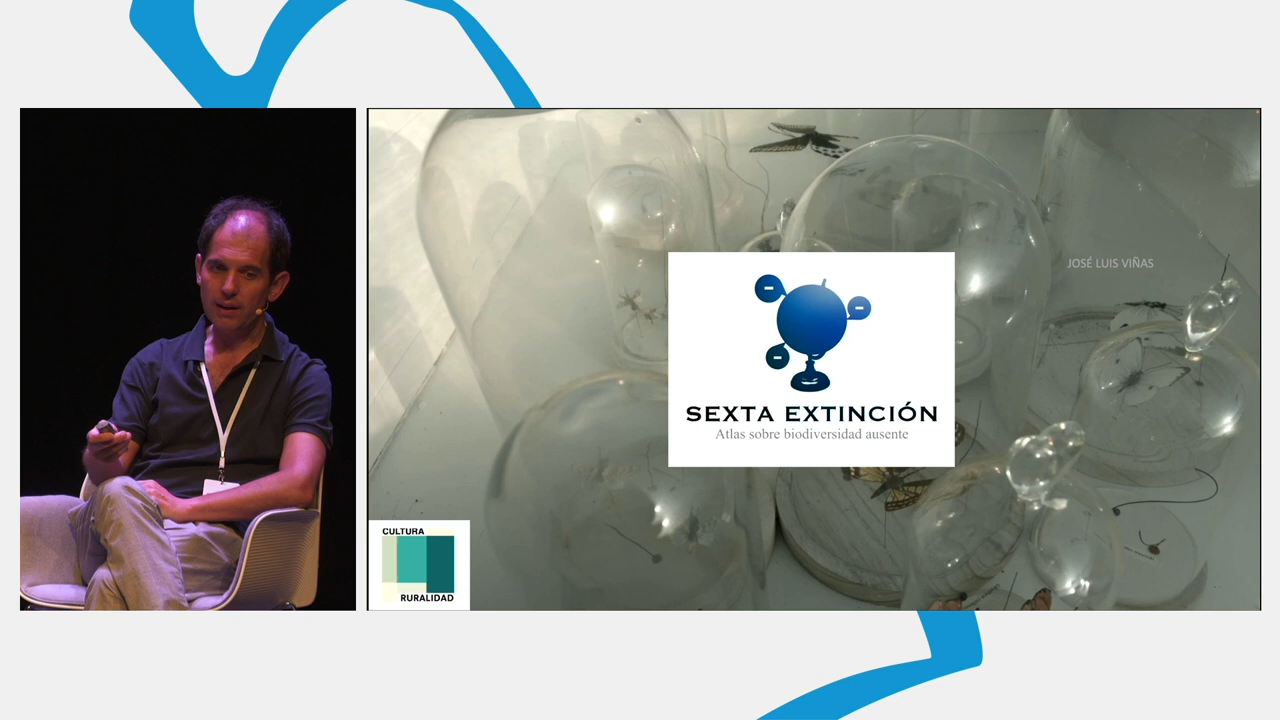 JOSÉ LUIS VIÑAS
SEXTA EXTINCIÓN
Atlas sobre biodiversidad ausente
CULTURA
RURALIDAD